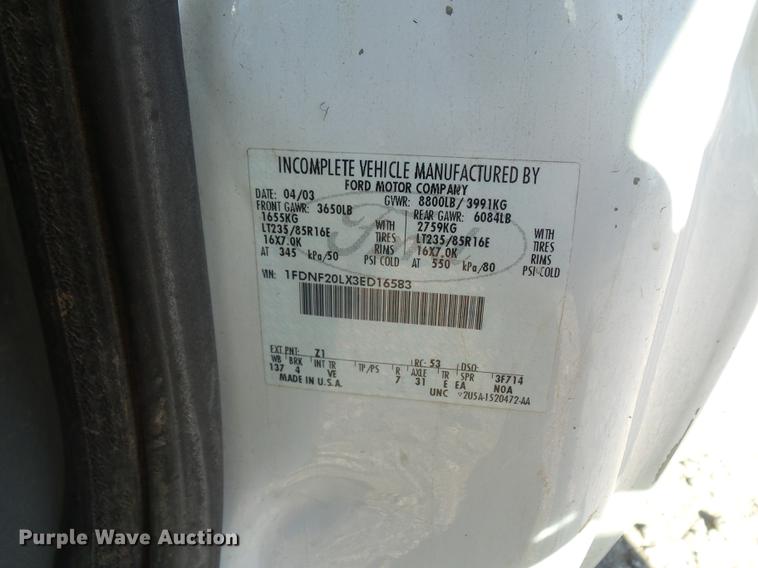 INCOMPLETE VEHICLE MANUFACTURED BY
FORD MOTOR COMPANY
DATE: 04/03 GVWR: 8800LB/ 3991KG
FRONT GAWR: 3650LB REAR GAWR: 6084LB
1655KG WITH 2759KG WITH
LT235/85R16E TIRES LT235/85R16E TIRES
16X7.0K RIMS 16X7.0K RIMS
AT 345 kPa/50 PSI COLD AT 550 kPa/80 PSI COLD
Ford
VIN: 1FDNF20LX3ED16583
EXT PNT: Z1 RC: 53 DSO:
WB BRK INT TR TP/PS R AXLE TR SPR 3F714
137 4 VE 7 31 E EA N0A
MADE IN U.S.A. UNC 2U5A-1520472-AA
Purple Wave Auction